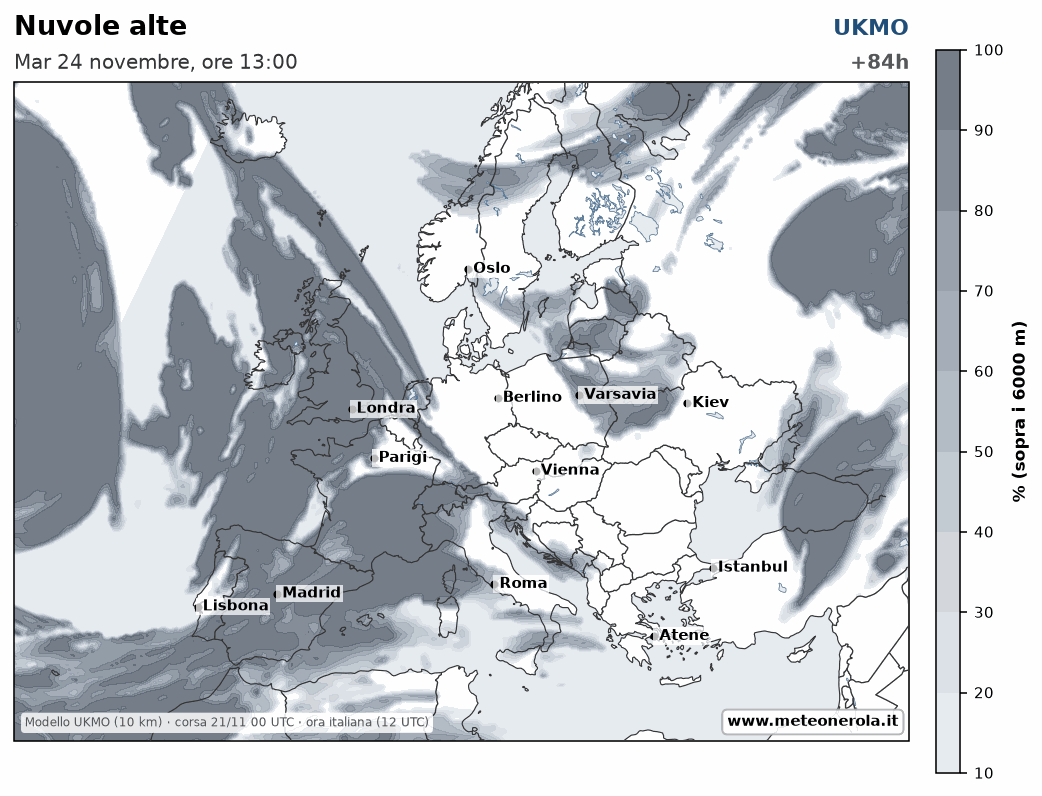 Nuvole alte
UKMO
Mar 24 novembre, ore 13:00
+84h
100
90
80
70
60
50
40
30
20
10
% (sopra i 6000 m)
Oslo
Londra
Berlino
Varsavia
Kiev
Parigi
Vienna
Istanbul
Roma
Madrid
Lisbona
Atene
Modello UKMO (10 km) · corsa 21/11 00 UTC · ora italiana (12 UTC)
www.meteonerola.it